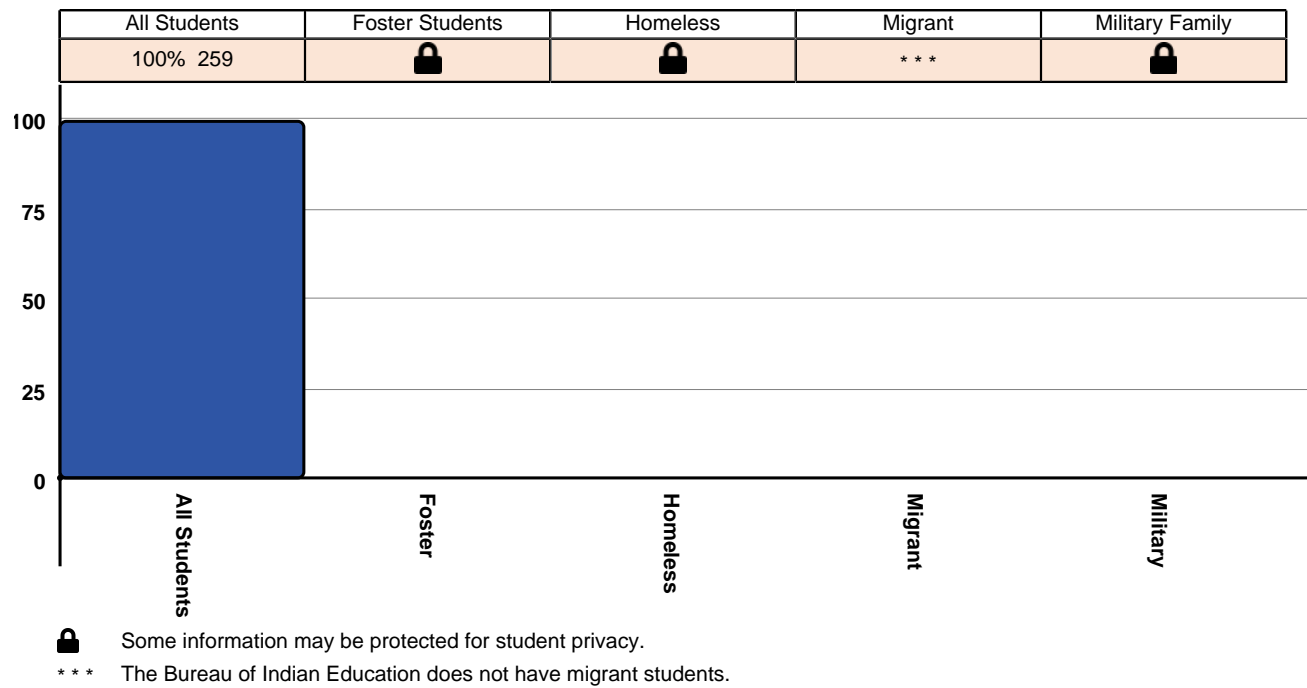 All Students Foster Students Homeless Migrant Military Family
100% 259 * * *
100
75
50
25
0
All Students Foster Homeless Migrant Military
Some information may be protected for student privacy.
* * * The Bureau of Indian Education does not have migrant students.